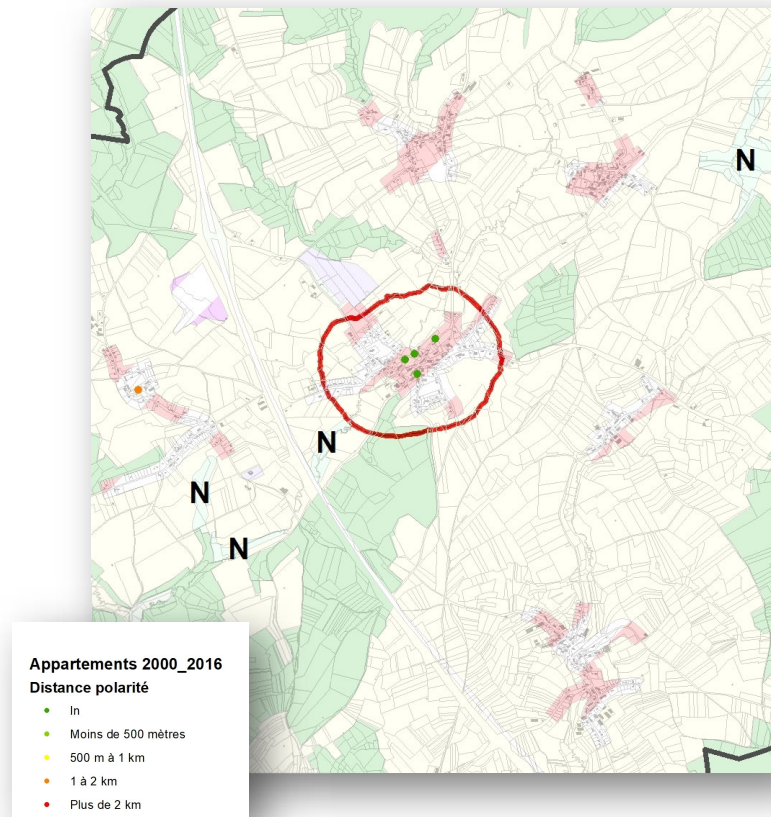 N
N
N
N
Appartements 2000_2016
Distance polarité
In
Moins de 500 mètres
500 m à 1 km
1 à 2 km
Plus de 2 km